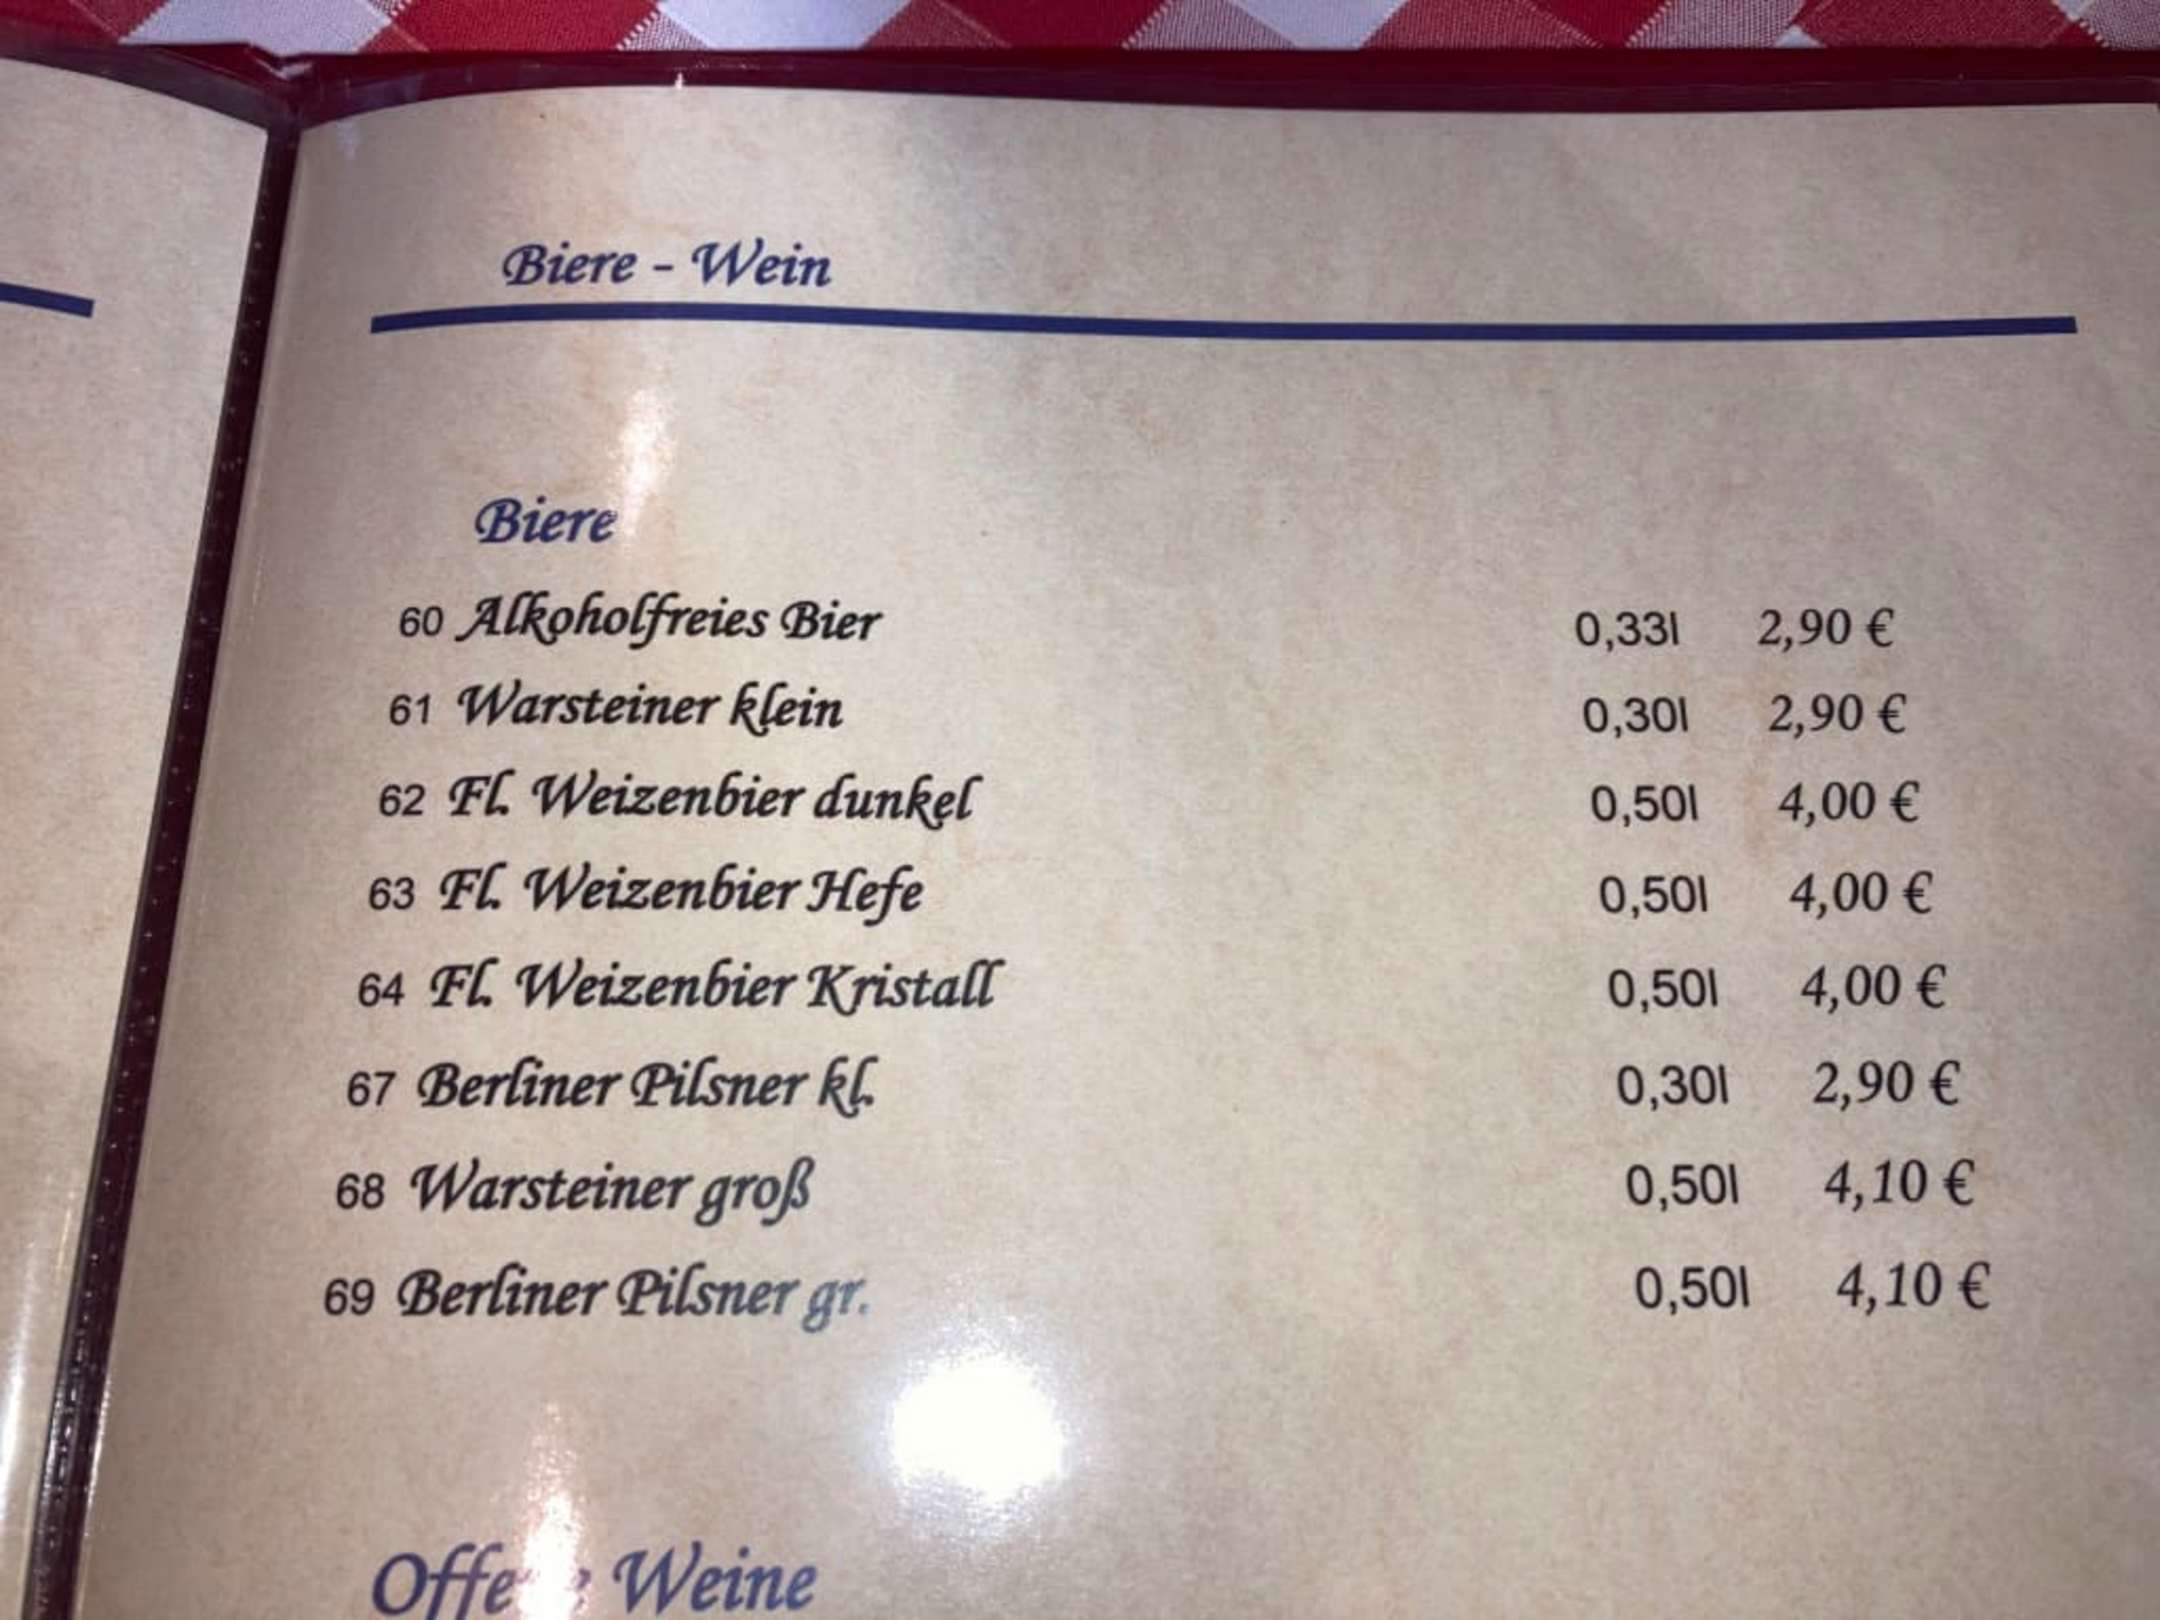 Biere - Wein
Biere
60 Alkoholfreies Bier 0,33l 2,90 €
61 Warsteiner klein 0,30l 2,90 €
62 Fl. Weizenbier dunkel 0,50l 4,00 €
63 Fl. Weizenbier Hefe 0,50l 4,00 €
64 Fl. Weizenbier Kristall 0,50l 4,00 €
67 Berliner Pilsner kl. 0,30l 2,90 €
68 Warsteiner groß 0,50l 4,10 €
69 Berliner Pilsner gr. 0,50l 4,10 €
Offene Weine